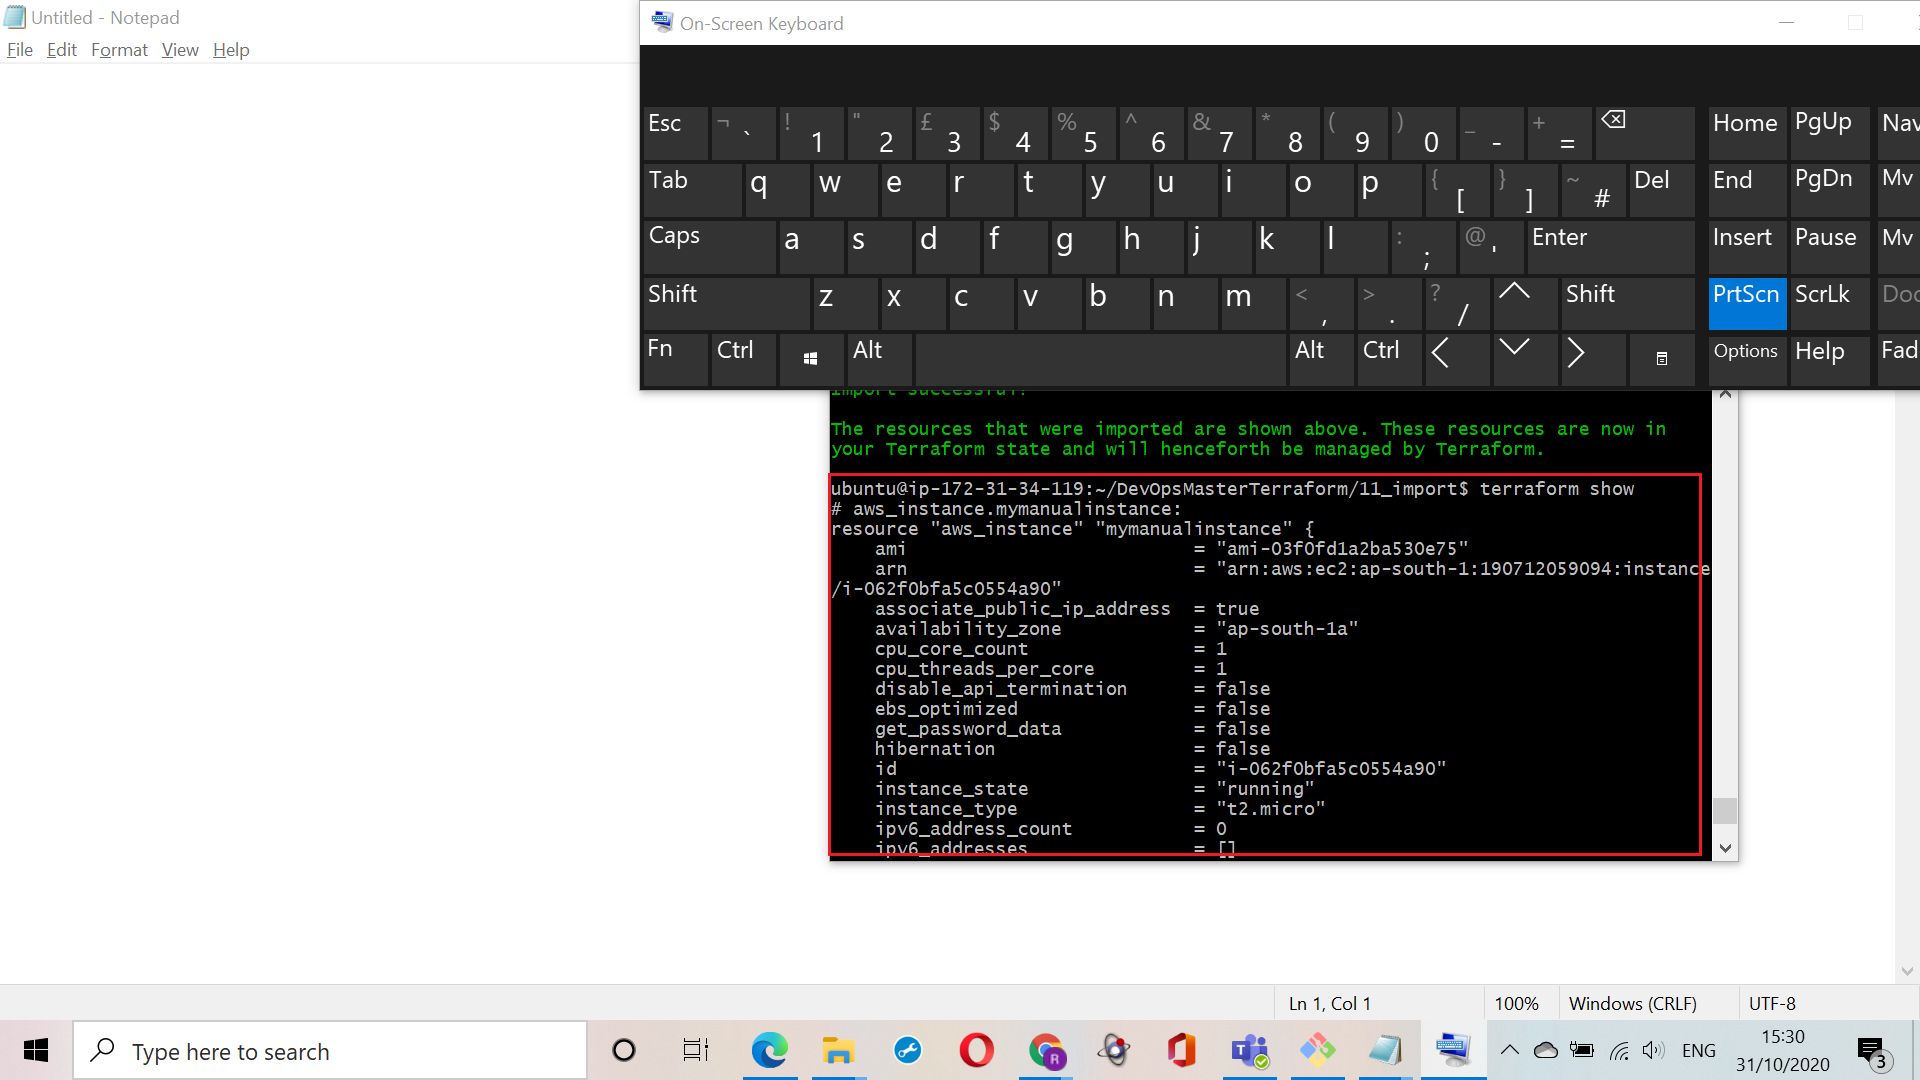 Untitled - Notepad
File Edit Format View Help
On-Screen Keyboard
Esc ¬ ` ! 1 " 2 £ 3 $ 4 % 5 ^ 6 & 7 * 8 ( 9 ) 0 _ - + = Home PgUp Nav
Tab q w e r t y u i o p { [ } ] ~ # Del End PgDn Mv
Caps a s d f g h j k l : ; @ ' Enter Insert Pause Mv
Shift z x c v b n m < , > . ? / Shift PrtScn ScrLk Doc
Fn Ctrl Alt Alt Ctrl Options Help Fad
import successful!
The resources that were imported are shown above. These resources are now in
your Terraform state and will henceforth be managed by Terraform.
ubuntu@ip-172-31-34-119:~/DevOpsMasterTerraform/11_import$ terraform show
# aws_instance.mymanualinstance:
resource "aws_instance" "mymanualinstance" {
ami = "ami-03f0fd1a2ba530e75"
arn = "arn:aws:ec2:ap-south-1:190712059094:instance
/i-062f0bfa5c0554a90"
associate_public_ip_address = true
availability_zone = "ap-south-1a"
cpu_core_count = 1
cpu_threads_per_core = 1
disable_api_termination = false
ebs_optimized = false
get_password_data = false
hibernation = false
id = "i-062f0bfa5c0554a90"
instance_state = "running"
instance_type = "t2.micro"
ipv6_address_count = 0
ipv6_addresses = []
Ln 1, Col 1 100% Windows (CRLF) UTF-8
Type here to search
R
ENG
15:30
31/10/2020
3